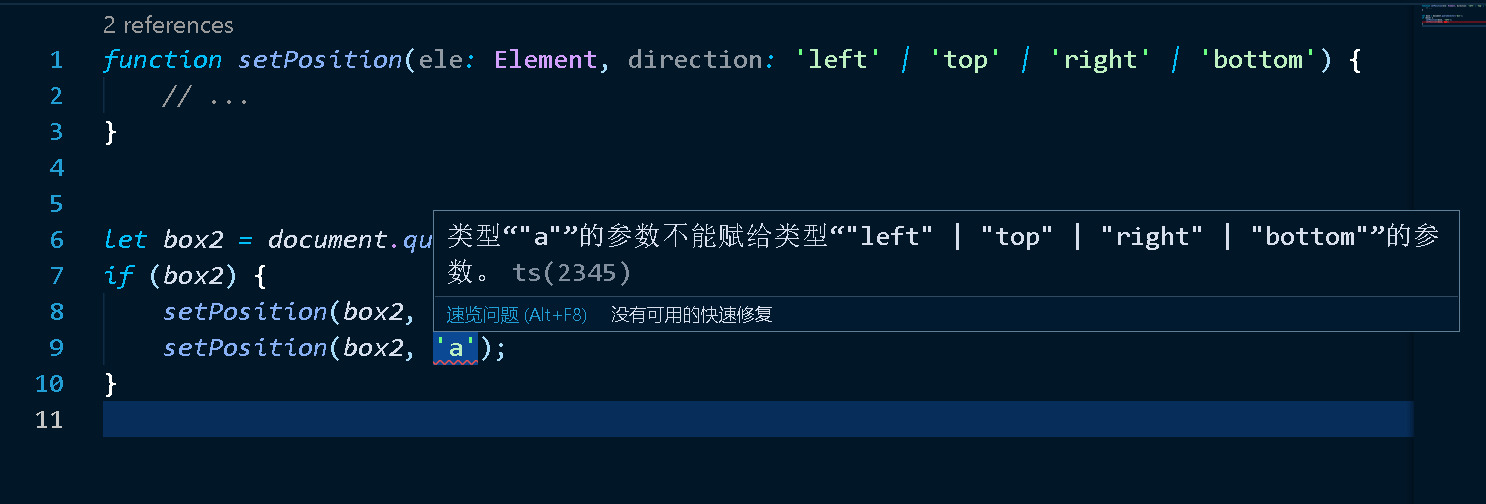 2 references
1 function setPosition(ele: Element, direction: 'left' | 'top' | 'right' | 'bottom') {
2 // ...
3 }
4
5
6 let box2 = document.qu
7 if (box2) {
8 setPosition(box2,
9 setPosition(box2, 'a');
10 }
11
类型“"a"”的参数不能赋给类型“"left" | "top" | "right" | "bottom"”的参
数。 ts(2345)
速览问题 (Alt+F8) 没有可用的快速修复